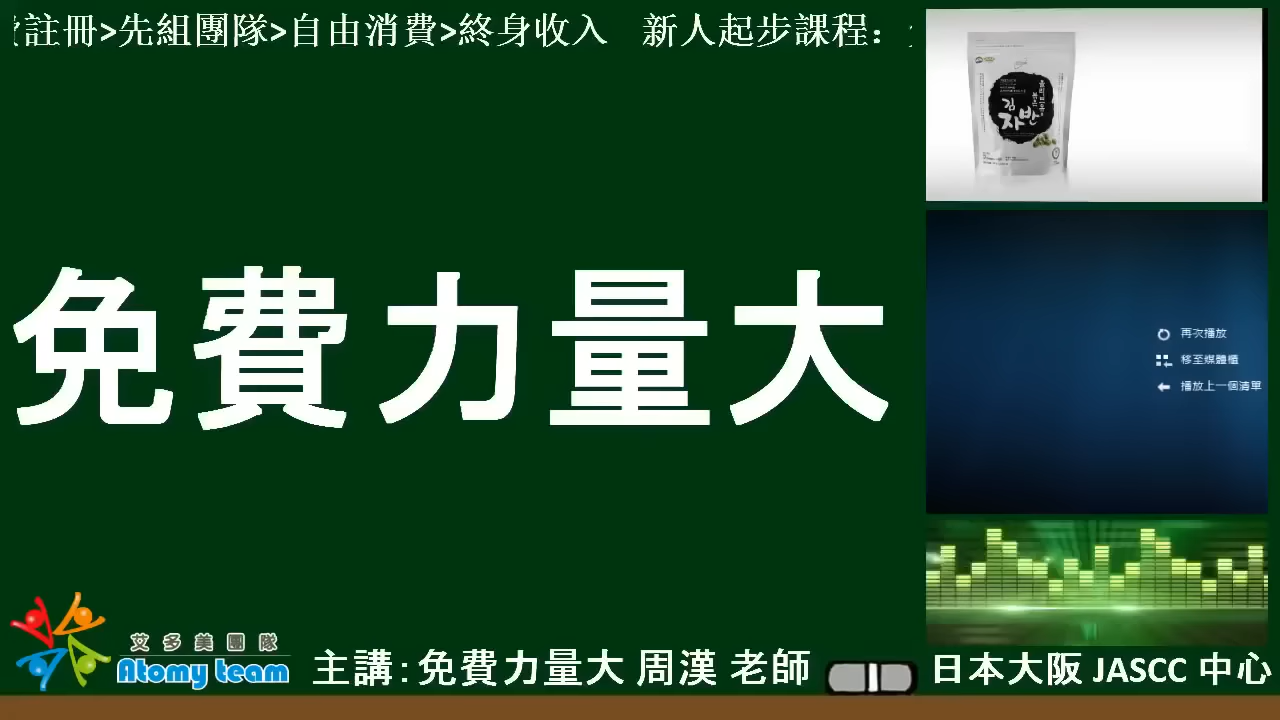 註冊>先組團隊>自由消費>終身收入 新人起步課程：
免費力量大
김자반
再次播放
移至媒體櫃
播放上一個清單
艾多美團隊
Atomy team
主講：免費力量大 周漢 老師
日本大阪 JASCC 中心